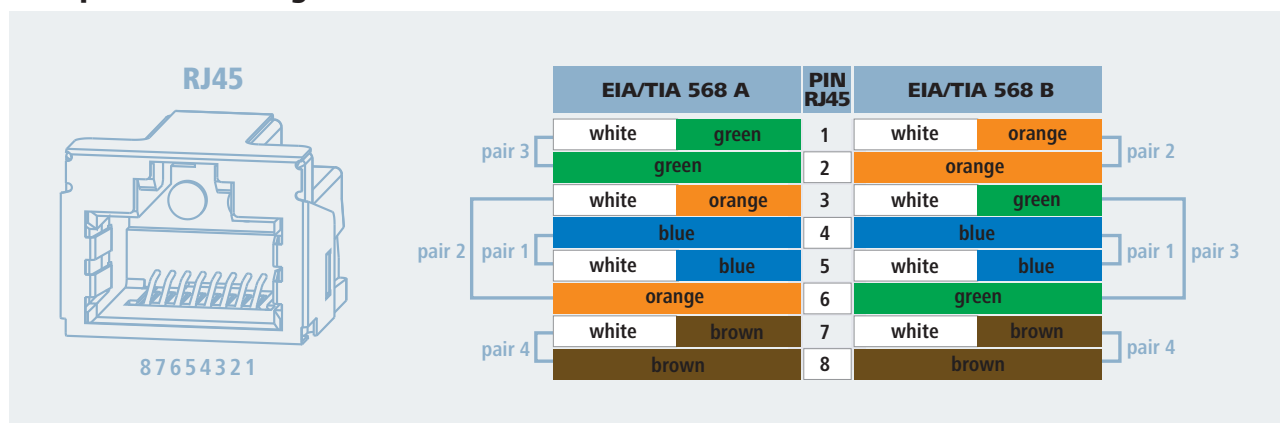 RJ45
87654321
EIA/TIA 568 A PIN RJ45 EIA/TIA 568 B
pair 3 white green 1 white orange pair 2
green 2 orange
white orange 3 white green
pair 2 pair 1 blue 4 blue pair 1 pair 3
white blue 5 white blue
orange 6 green
pair 4 white brown 7 white brown pair 4
brown 8 brown